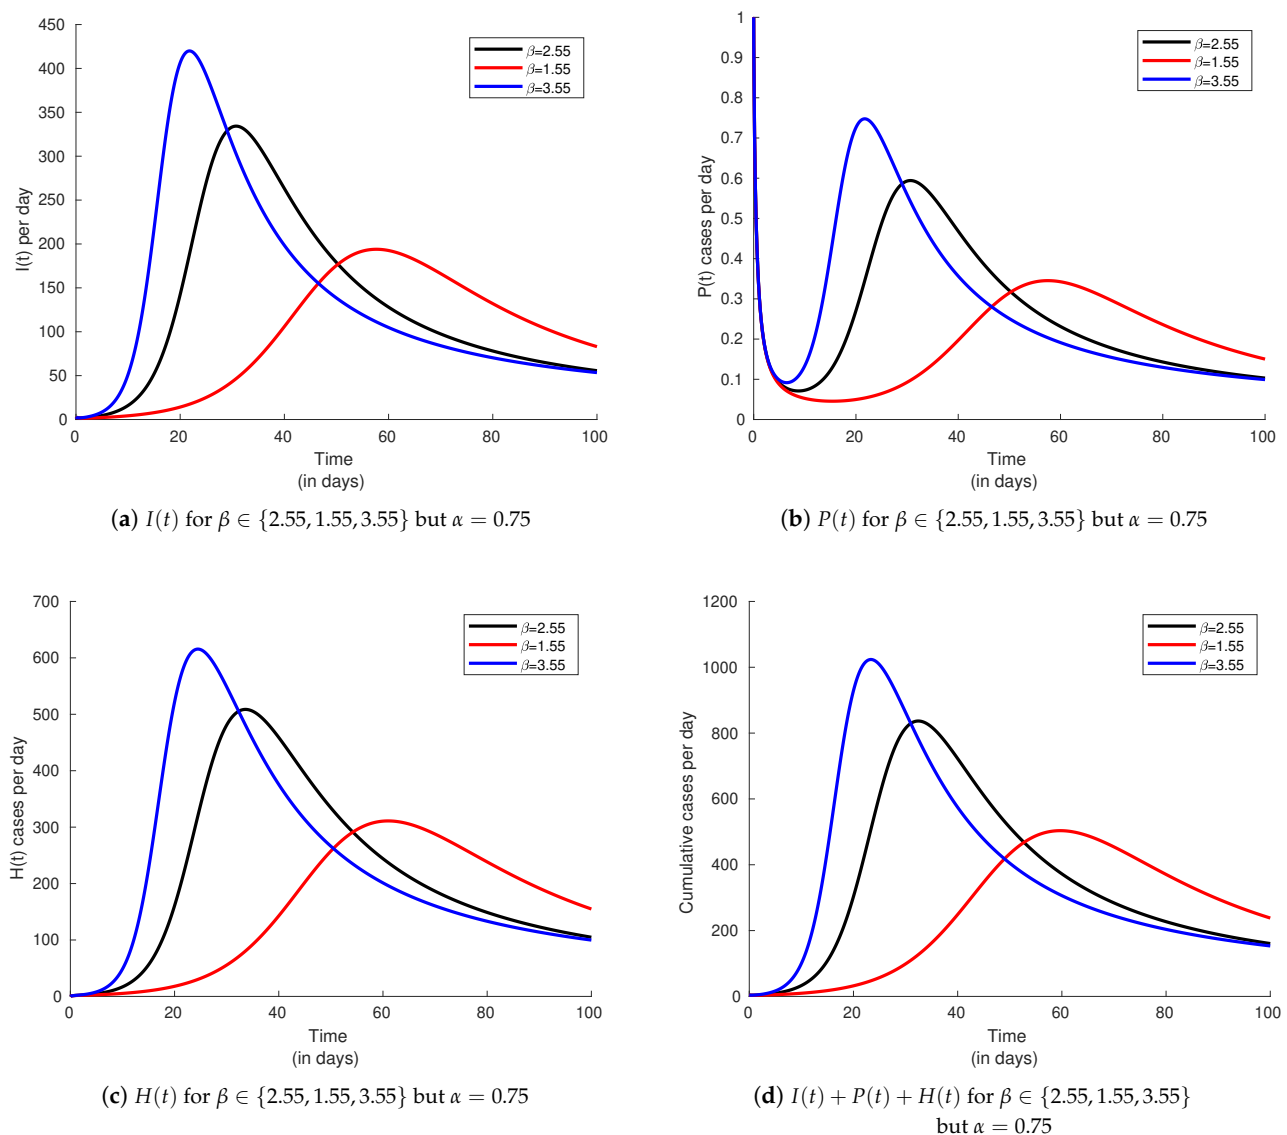 450
400
350
300
250
200
150
100
50
0
I(t) per day
β=2.55
β=1.55
β=3.55
0 20 40 60 80 100
Time
(in days)
(a) I(t) for β ∈ {2.55, 1.55, 3.55} but α = 0.75
1
0.9
0.8
0.7
0.6
0.5
0.4
0.3
0.2
0.1
0
P(t) cases per day
β=2.55
β=1.55
β=3.55
0 20 40 60 80 100
Time
(in days)
(b) P(t) for β ∈ {2.55, 1.55, 3.55} but α = 0.75
700
600
500
400
300
200
100
0
H(t) cases per day
β=2.55
β=1.55
β=3.55
0 20 40 60 80 100
Time
(in days)
(c) H(t) for β ∈ {2.55, 1.55, 3.55} but α = 0.75
1200
1000
800
600
400
200
0
Cumulative cases per day
β=2.55
β=1.55
β=3.55
0 20 40 60 80 100
Time
(in days)
(d) I(t) + P(t) + H(t) for β ∈ {2.55, 1.55, 3.55}
but α = 0.75